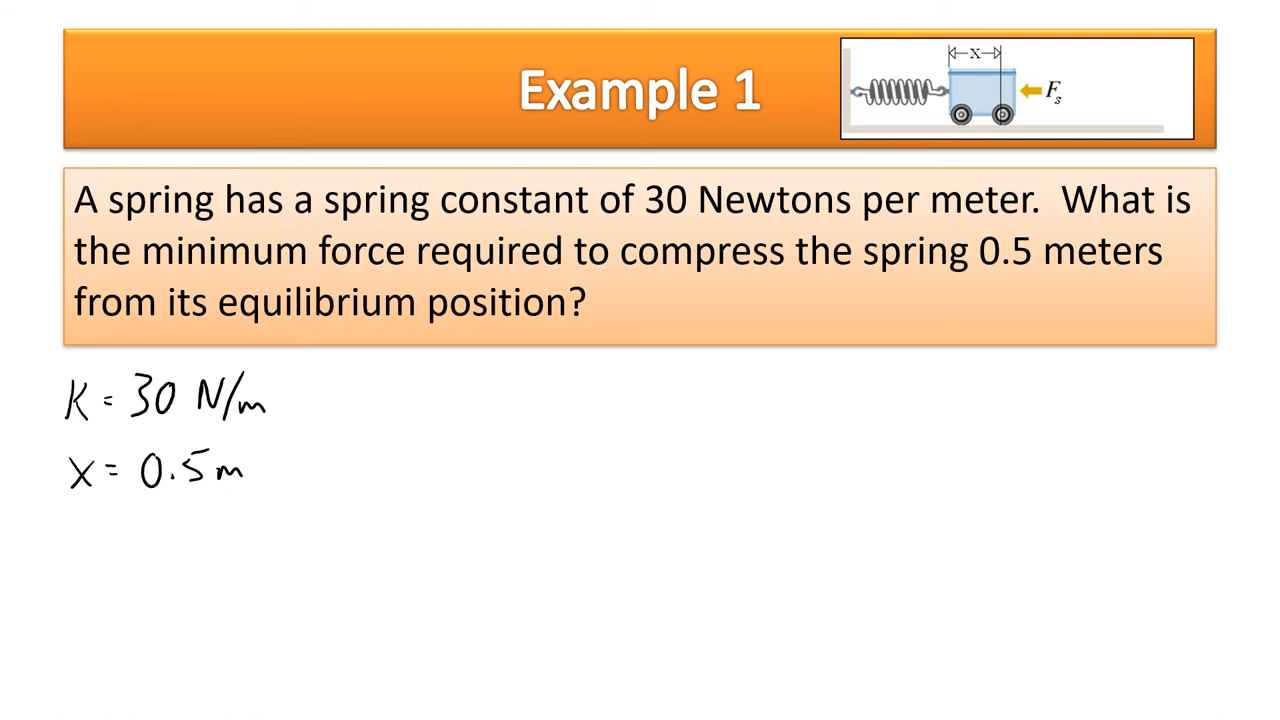 Example 1
x
Fs
A spring has a spring constant of 30 Newtons per meter. What is
the minimum force required to compress the spring 0.5 meters
from its equilibrium position?
K = 30 N/m
x = 0.5 m